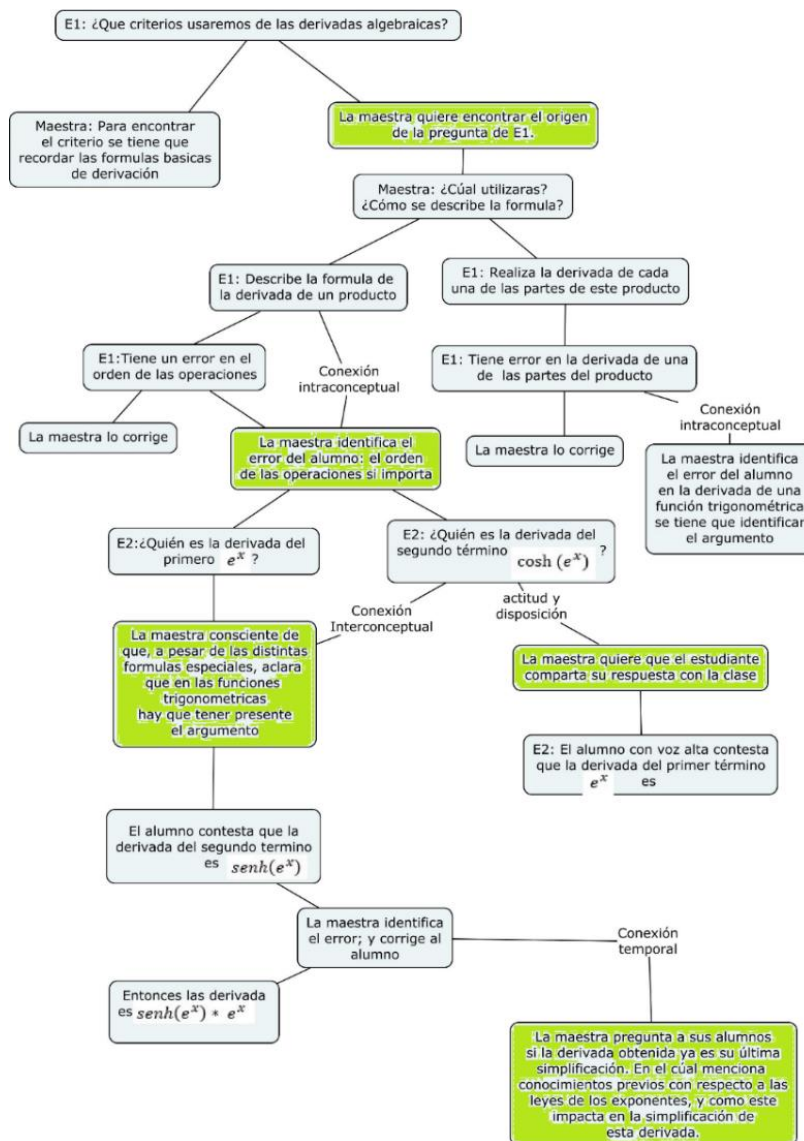 E1: ¿Que criterios usaremos de las derivadas algebraicas?
Maestra: Para encontrar
el criterio se tiene que
recordar las formulas basicas
de derivación
La maestra quiere encontrar el origen
de la pregunta de E1.
Maestra: ¿Cúal utilizaras?
¿Cómo se describe la formula?
E1: Describe la formula de
la derivada de un producto
E1: Realiza la derivada de cada
una de las partes de este producto
E1:Tiene un error en el
orden de las operaciones
Conexión
intraconceptual
E1: Tiene error en la derivada de una
de las partes del producto
La maestra lo corrige
La maestra identifica el
error del alumno: el orden
de las operaciones si importa
La maestra lo corrige
Conexión
intraconceptual
La maestra identifica
el error del alumno
en la derivada de una
función trigonométrica
se tiene que identificar
el argumento
E2:¿Quién es la derivada del
primero e^x ?
E2: ¿Quién es la derivada del
segundo término cosh (e^x) ?
Conexión
Interconceptual
actitud y
disposición
La maestra consciente de
que, a pesar de las distintas
formulas especiales, aclara
que en las funciones
trigonometricas
hay que tener presente
el argumento
La maestra quiere que el estudiante
comparta su respuesta con la clase
E2: El alumno con voz alta contesta
que la derivada del primer término
e^x es
El alumno contesta que la
derivada del segundo termino
es senh(e^x)
La maestra identifica
el error; y corrige al
alumno
Conexión
temporal
Entonces las derivada
es senh(e^x) * e^x
La maestra pregunta a sus alumnos
si la derivada obtenida ya es su última
simplificación. En el cúal menciona
conocimientos previos con respecto a las
leyes de los exponentes, y como este
impacta en la simplificación de
esta derivada.